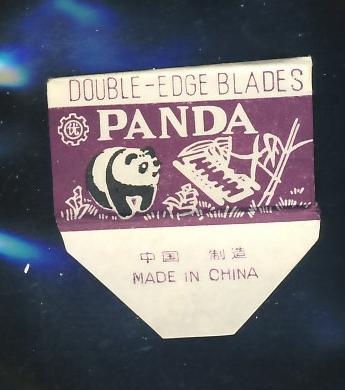 DOUBLE-EDGE BLADES
优 PANDA
中国 制造
MADE IN CHINA